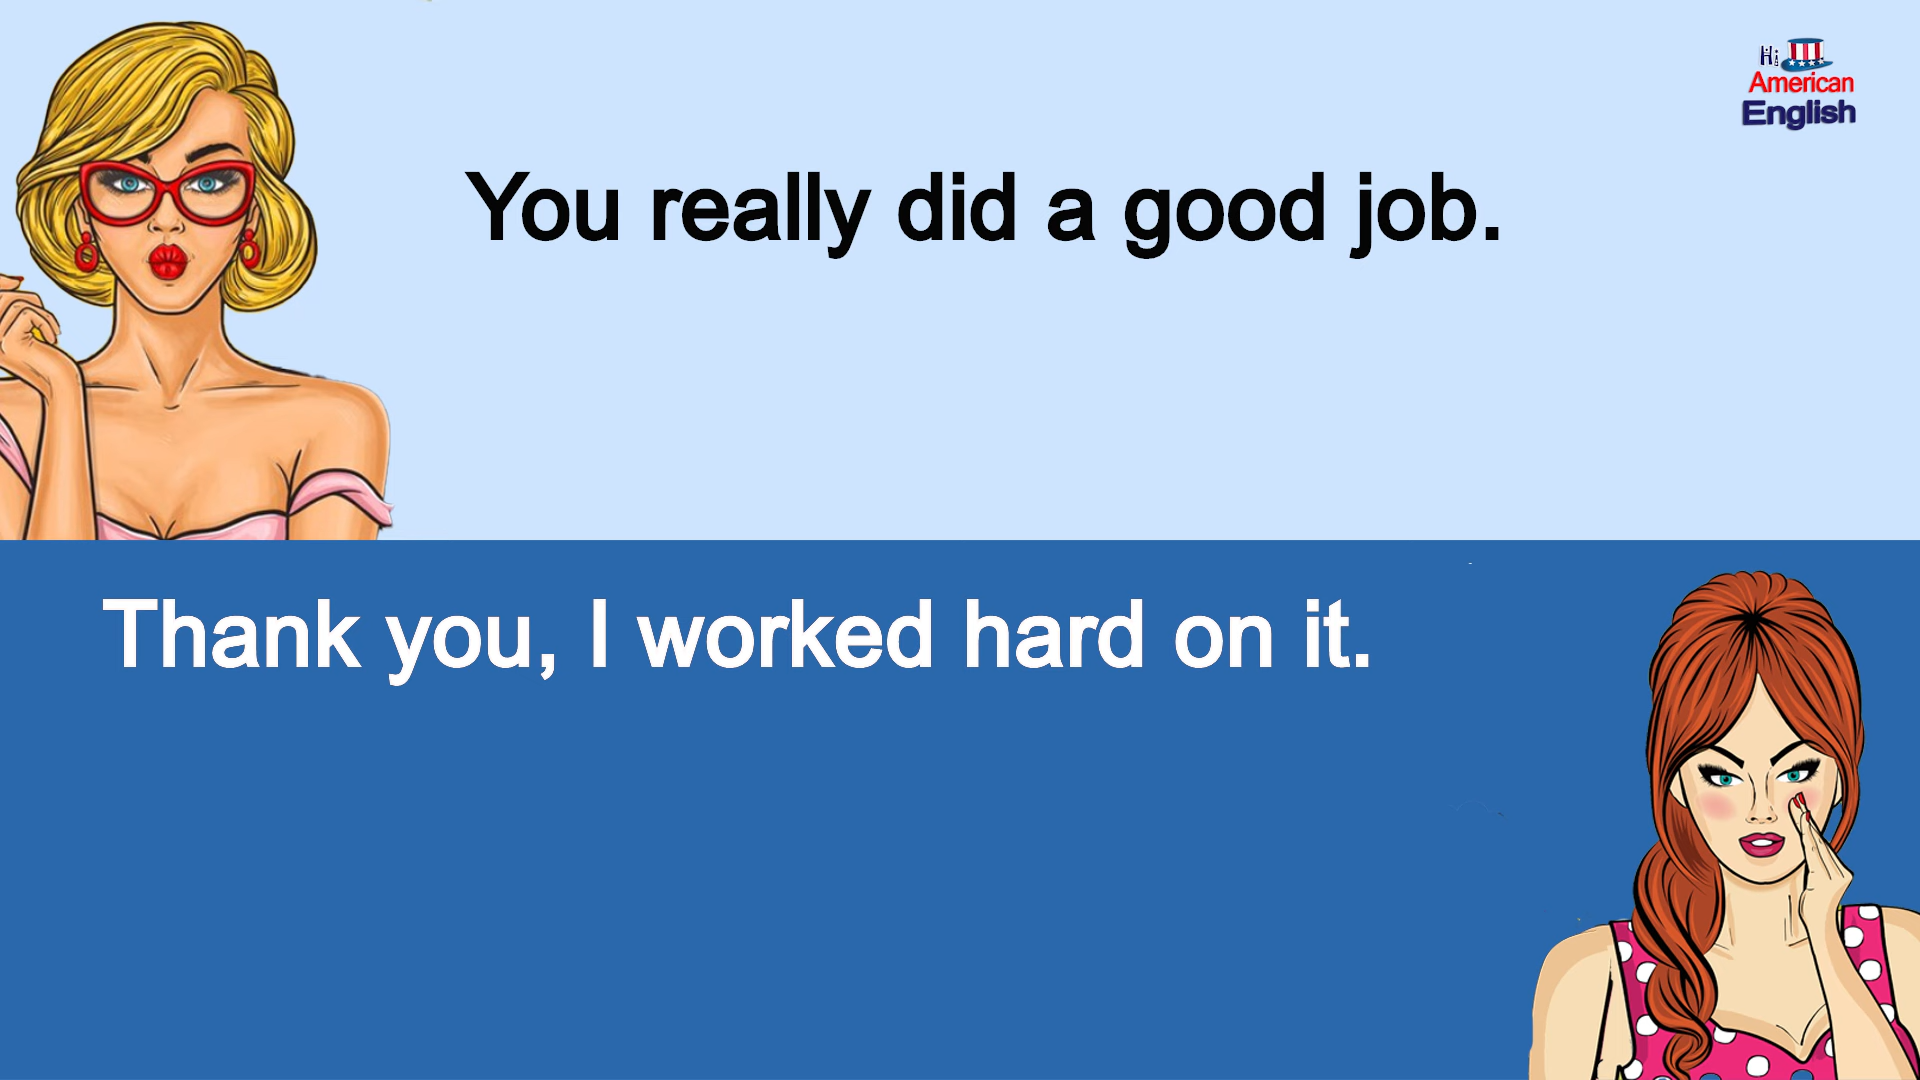 Hi
American
English
You really did a good job.
Thank you, I worked hard on it.